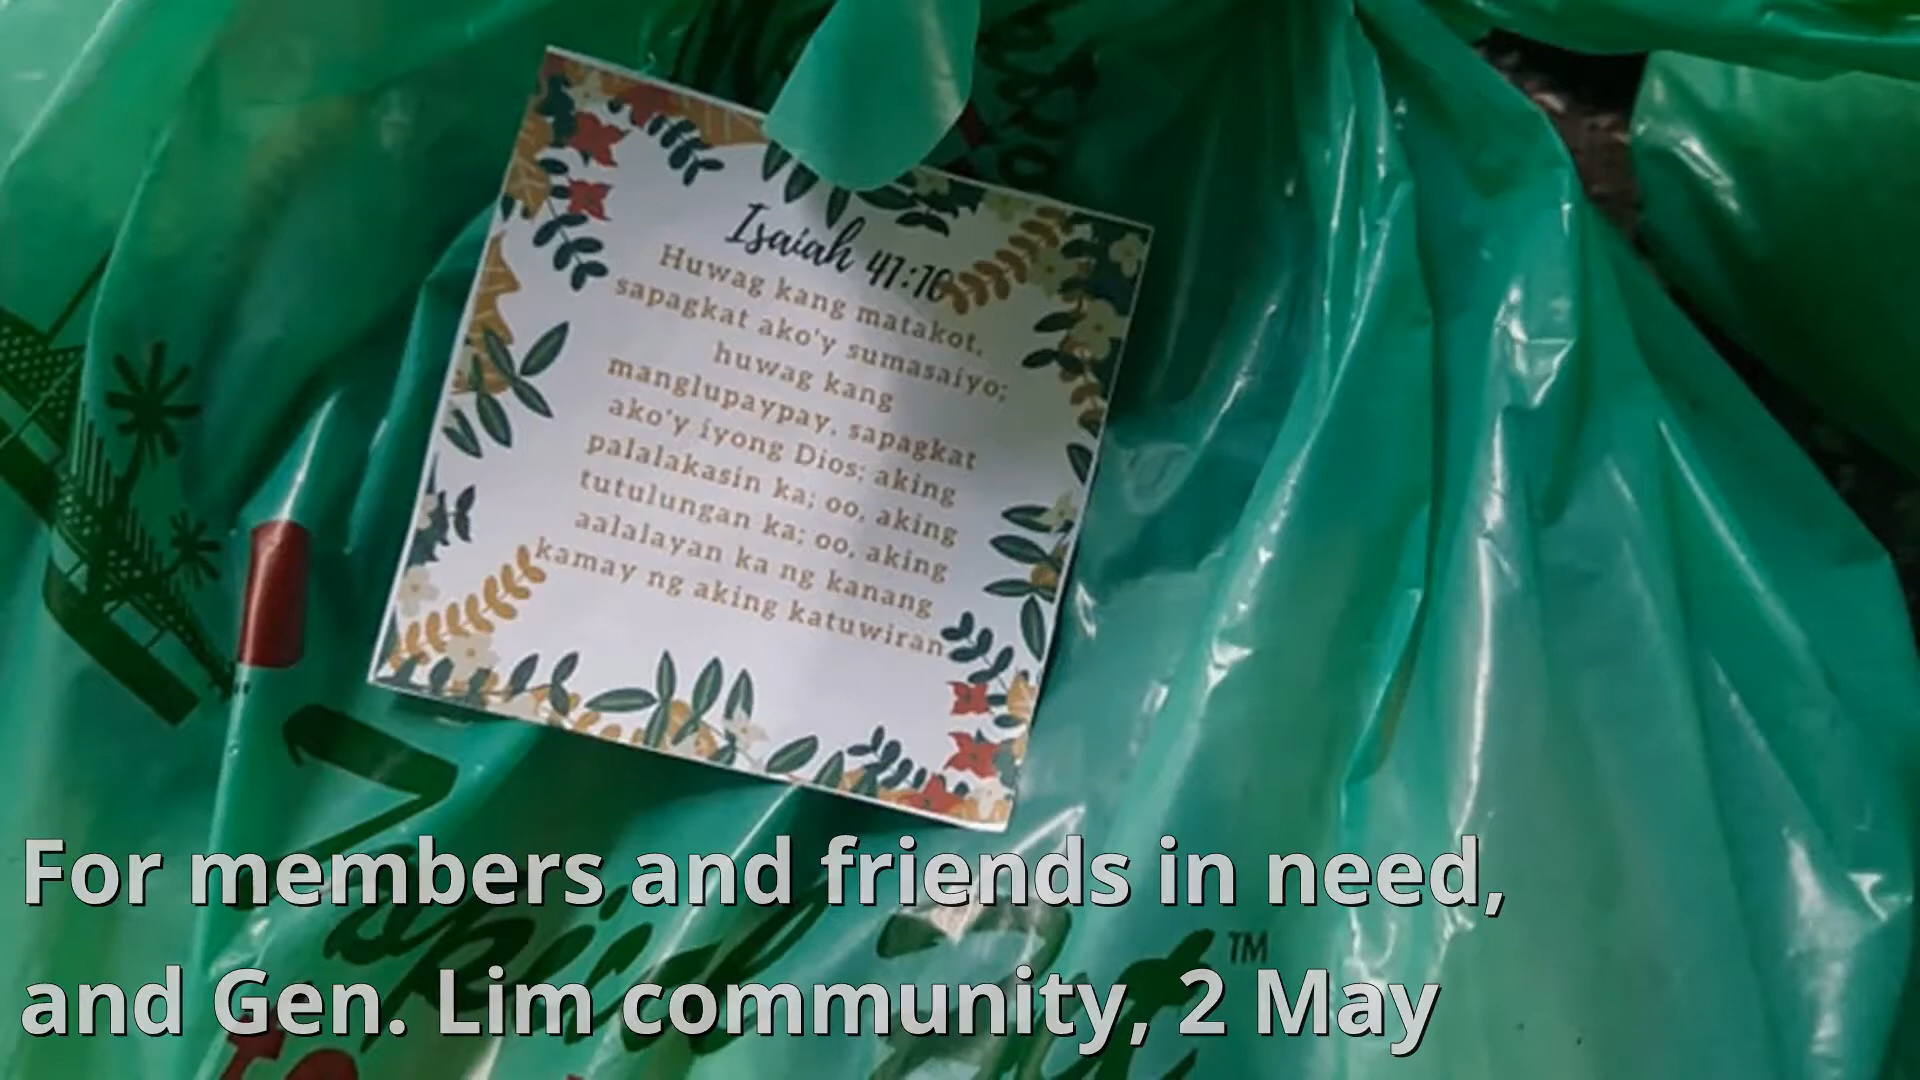 Isaiah 41:10
Huwag kang matakot,
sapagkat ako'y sumasaiyo;
huwag kang
manglupaypay, sapagkat
ako'y iyong Dios; aking
palalakasin ka; oo, aking
tutulungan ka; oo, aking
aalalayan ka ng kanang
kamay ng aking katuwiran
TM
For members and friends in need,
and Gen. Lim community, 2 May